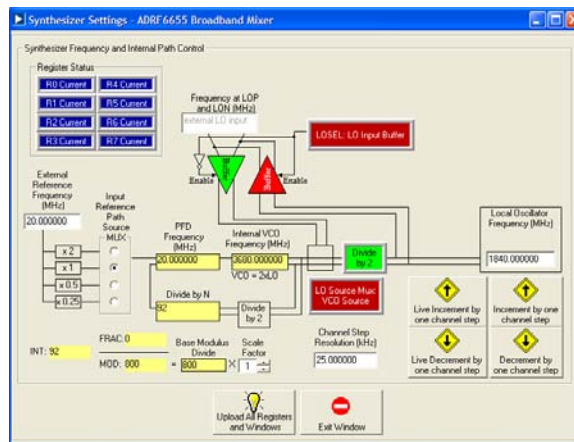 Synthesizer Settings - ADRF6655 Broadband Mixer
Synthesizer Frequency and Internal Path Control
Register Status
R0 Current
R4 Current
R1 Current
R5 Current
R2 Current
R6 Current
R3 Current
R7 Current
Frequency at LOP
and LON (MHz)
external LO input
LOSEL: LO Input Buffer
Buffer
Buffer
Enable
Enable
External
Reference
Frequency
(MHz)
20.000000
Input
Reference
Path
Source
MUX
x 2
x 1
x 0.5
x 0.25
PFD
Frequency
(MHz)
20.000000
Internal VCO
Frequency (MHz)
3680.000000
VCO = 2xLO
Divide
by 2
Local Oscillator
Frequency (MHz)
1840.000000
Divide by N
92
Divide
by 2
LO Source Mux:
VCO Source
Live Increment by
one channel step
Increment by one
channel step
Live Decrement by
one channel step
Decrement by
one channel step
INT: 92
FRAC: 0
MOD: 800
=
Base Modulus
Divide
800
X
Scale
Factor
1
Channel Step
Resolution (kHz)
25.000000
Upload All Registers
and Windows
Exit Window